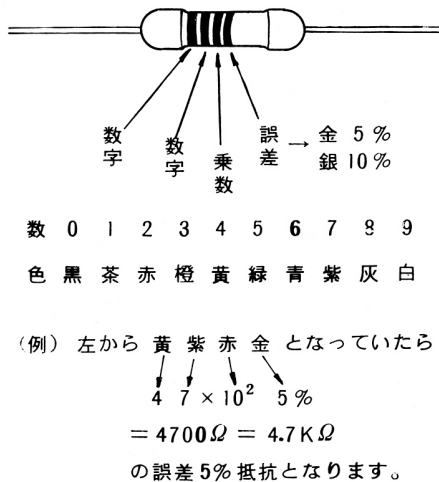 数字 数字 乗数 誤差 → 金 5%
銀 10%
数 0 1 2 3 4 5 6 7 8 9
色 黒 茶 赤 橙 黄 緑 青 紫 灰 白
(例) 左から 黄 紫 赤 金 となっていたら
4 7 × 10² 5%
= 4700Ω = 4.7KΩ
の誤差5%抵抗となります。